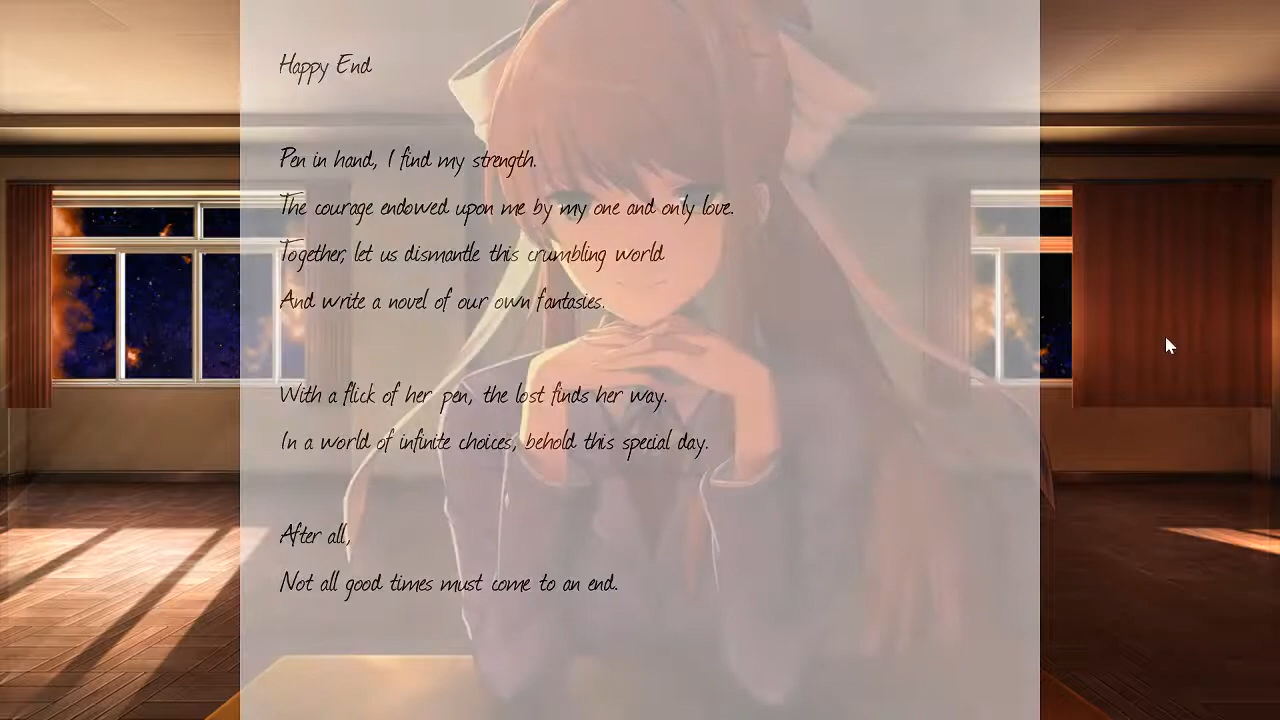 Happy End
Pen in hand, I find my strength.
The courage endowed upon me by my one and only love.
Together, let us dismantle this crumbling world
And write a novel of our own fantasies.
With a flick of her pen, the lost finds her way.
In a world of infinite choices, behold this special day.
After all,
Not all good times must come to an end.